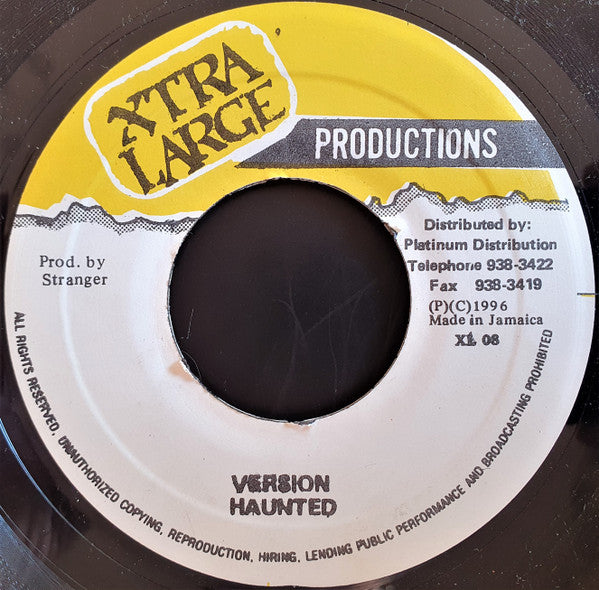 XTRA
LARGE
PRODUCTIONS
Prod. by
Stranger
Distributed by:
Platinum Distribution
Telephone 938-3422
Fax 938-3419
(P)(C)1996
Made in Jamaica
XL 06
VERSION
HAUNTED
ALL RIGHTS RESERVED, UNAUTHORIZED COPYING, REPRODUCTION, HIRING, LENDING PUBLIC PERFORMANCE AND BROADCASTING PROHIBITED